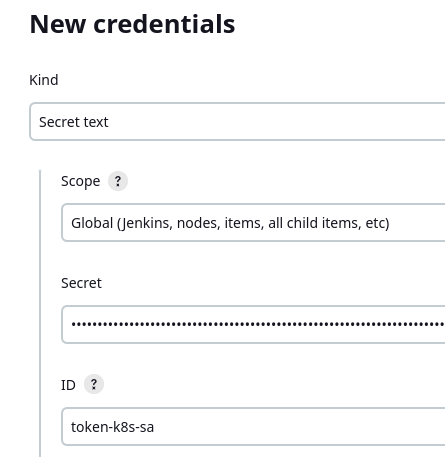 New credentials
Kind
Secret text
Scope ?
Global (Jenkins, nodes, items, all child items, etc)
Secret
ID ?
token-k8s-sa